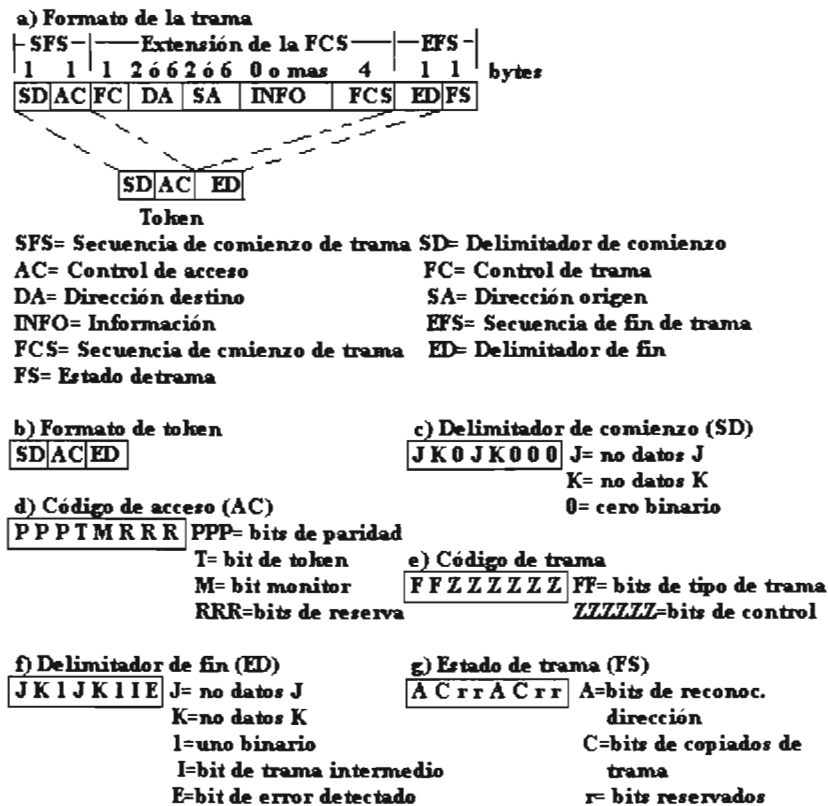 a) Formato de la trama
SFS Extensión de la FCS EFS
1 1 1 2 ó 6 2 ó 6 0 o mas 4 1 1 bytes
SD AC FC DA SA INFO FCS ED FS
SD AC ED
Token
SFS= Secuencia de comienzo de trama SD= Delimitador de comienzo
AC= Control de acceso FC= Control de trama
DA= Dirección destino SA= Dirección origen
INFO= Información EFS= Secuencia de fin de trama
FCS= Secuencia de cmienzo de trama ED= Delimitador de fin
FS= Estado detrama
b) Formato de token c) Delimitador de comienzo (SD)
SD AC ED J K 0 J K 0 0 0 J= no datos J
K= no datos K
0= cero binario
d) Código de acceso (AC)
P P P T M R R R PPP= bits de paridad
T= bit de token e) Código de trama
M= bit monitor F F Z Z Z Z Z Z FF= bits de tipo de trama
RRR=bits de reserva ZZZZZZ=bits de control
f) Delimitador de fin (ED) g) Estado de trama (FS)
J K 1 J K 1 I E J= no datos J A C r r A C r r A=bits de reconoc.
K=no datos K dirección
1=uno binario C=bits de copiados de
I=bit de trama intermedio trama
E=bit de error detectado r= bits reservados